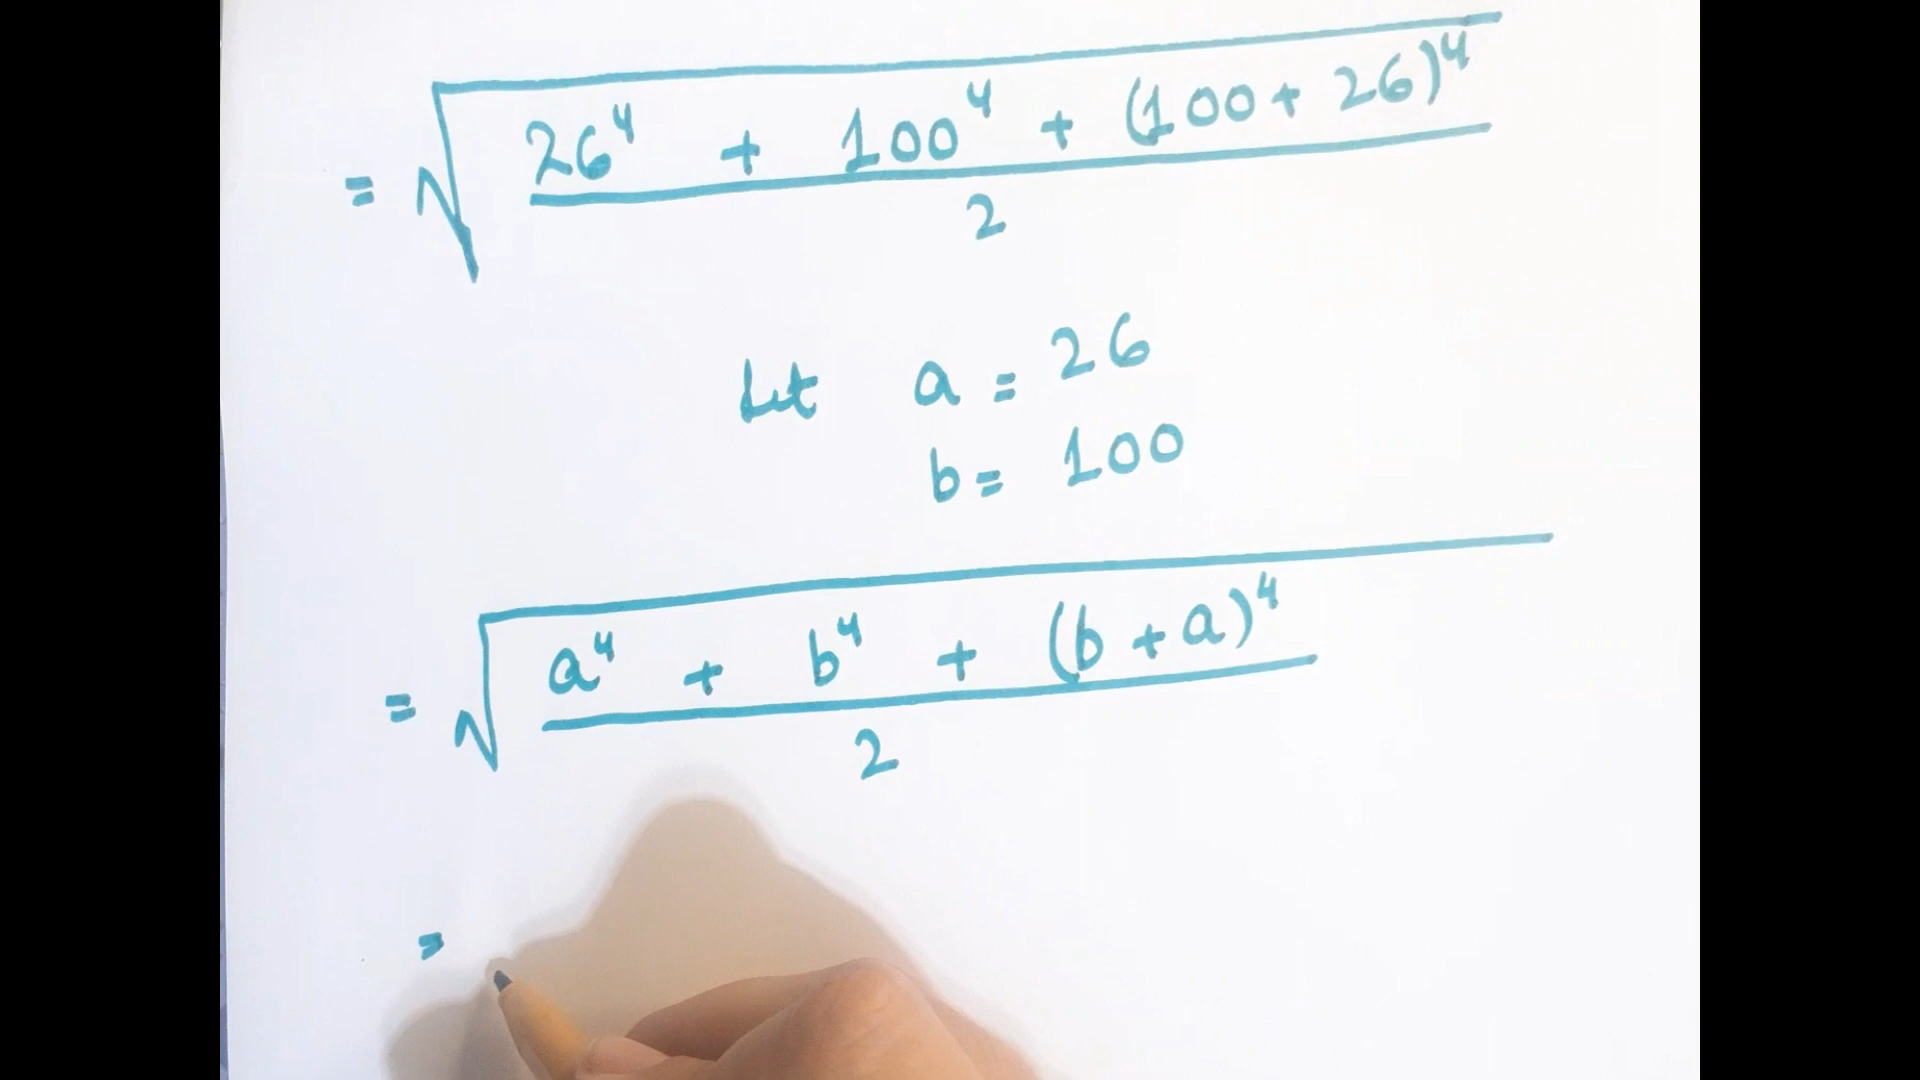 = √ 26⁴ + 100⁴ + (100 + 26)⁴
2
Let a = 26
b = 100
= √ a⁴ + b⁴ + (b + a)⁴
2
=